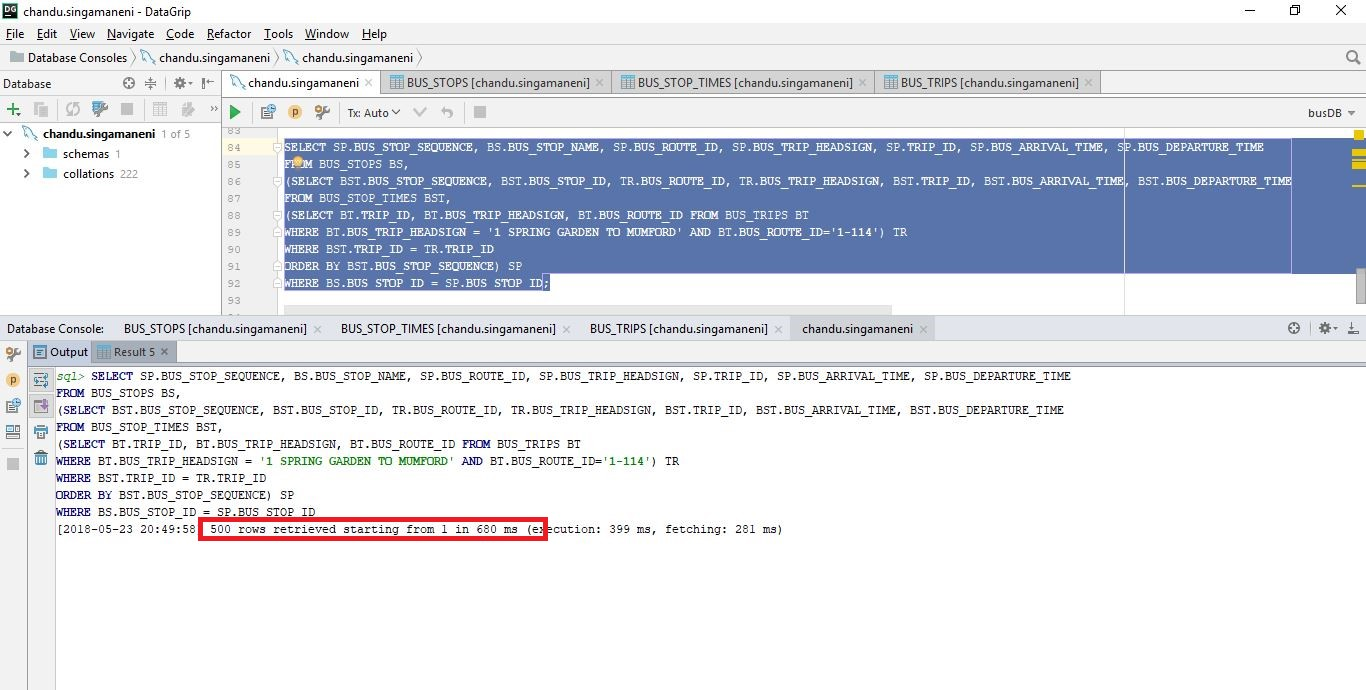 DG chandu.singamaneni - DataGrip
File Edit View Navigate Code Refactor Tools Window Help
Database Consoles chandu.singamaneni chandu.singamaneni
Database
chandu.singamaneni BUS_STOPS [chandu.singamaneni] BUS_STOP_TIMES [chandu.singamaneni] BUS_TRIPS [chandu.singamaneni]
Tx: Auto busDB
chandu.singamaneni 1 of 5
schemas 1
collations 222
83
84 SELECT SP.BUS_STOP_SEQUENCE, BS.BUS_STOP_NAME, SP.BUS_ROUTE_ID, SP.BUS_TRIP_HEADSIGN, SP.TRIP_ID, SP.BUS_ARRIVAL_TIME, SP.BUS_DEPARTURE_TIME
85 FROM BUS_STOPS BS,
86 (SELECT BST.BUS_STOP_SEQUENCE, BST.BUS_STOP_ID, TR.BUS_ROUTE_ID, TR.BUS_TRIP_HEADSIGN, BST.TRIP_ID, BST.BUS_ARRIVAL_TIME, BST.BUS_DEPARTURE_TIME
87 FROM BUS_STOP_TIMES BST,
88 (SELECT BT.TRIP_ID, BT.BUS_TRIP_HEADSIGN, BT.BUS_ROUTE_ID FROM BUS_TRIPS BT
89 WHERE BT.BUS_TRIP_HEADSIGN = '1 SPRING GARDEN TO MUMFORD' AND BT.BUS_ROUTE_ID='1-114') TR
90 WHERE BST.TRIP_ID = TR.TRIP_ID
91 ORDER BY BST.BUS_STOP_SEQUENCE) SP
92 WHERE BS.BUS_STOP_ID = SP.BUS_STOP_ID;
93
Database Console: BUS_STOPS [chandu.singamaneni] BUS_STOP_TIMES [chandu.singamaneni] BUS_TRIPS [chandu.singamaneni] chandu.singamaneni
Output Result 5
sql> SELECT SP.BUS_STOP_SEQUENCE, BS.BUS_STOP_NAME, SP.BUS_ROUTE_ID, SP.BUS_TRIP_HEADSIGN, SP.TRIP_ID, SP.BUS_ARRIVAL_TIME, SP.BUS_DEPARTURE_TIME
FROM BUS_STOPS BS,
(SELECT BST.BUS_STOP_SEQUENCE, BST.BUS_STOP_ID, TR.BUS_ROUTE_ID, TR.BUS_TRIP_HEADSIGN, BST.TRIP_ID, BST.BUS_ARRIVAL_TIME, BST.BUS_DEPARTURE_TIME
FROM BUS_STOP_TIMES BST,
(SELECT BT.TRIP_ID, BT.BUS_TRIP_HEADSIGN, BT.BUS_ROUTE_ID FROM BUS_TRIPS BT
WHERE BT.BUS_TRIP_HEADSIGN = '1 SPRING GARDEN TO MUMFORD' AND BT.BUS_ROUTE_ID='1-114') TR
WHERE BST.TRIP_ID = TR.TRIP_ID
ORDER BY BST.BUS_STOP_SEQUENCE) SP
WHERE BS.BUS_STOP_ID = SP.BUS_STOP_ID
[2018-05-23 20:49:58 500 rows retrieved starting from 1 in 680 ms (execution: 399 ms, fetching: 281 ms)